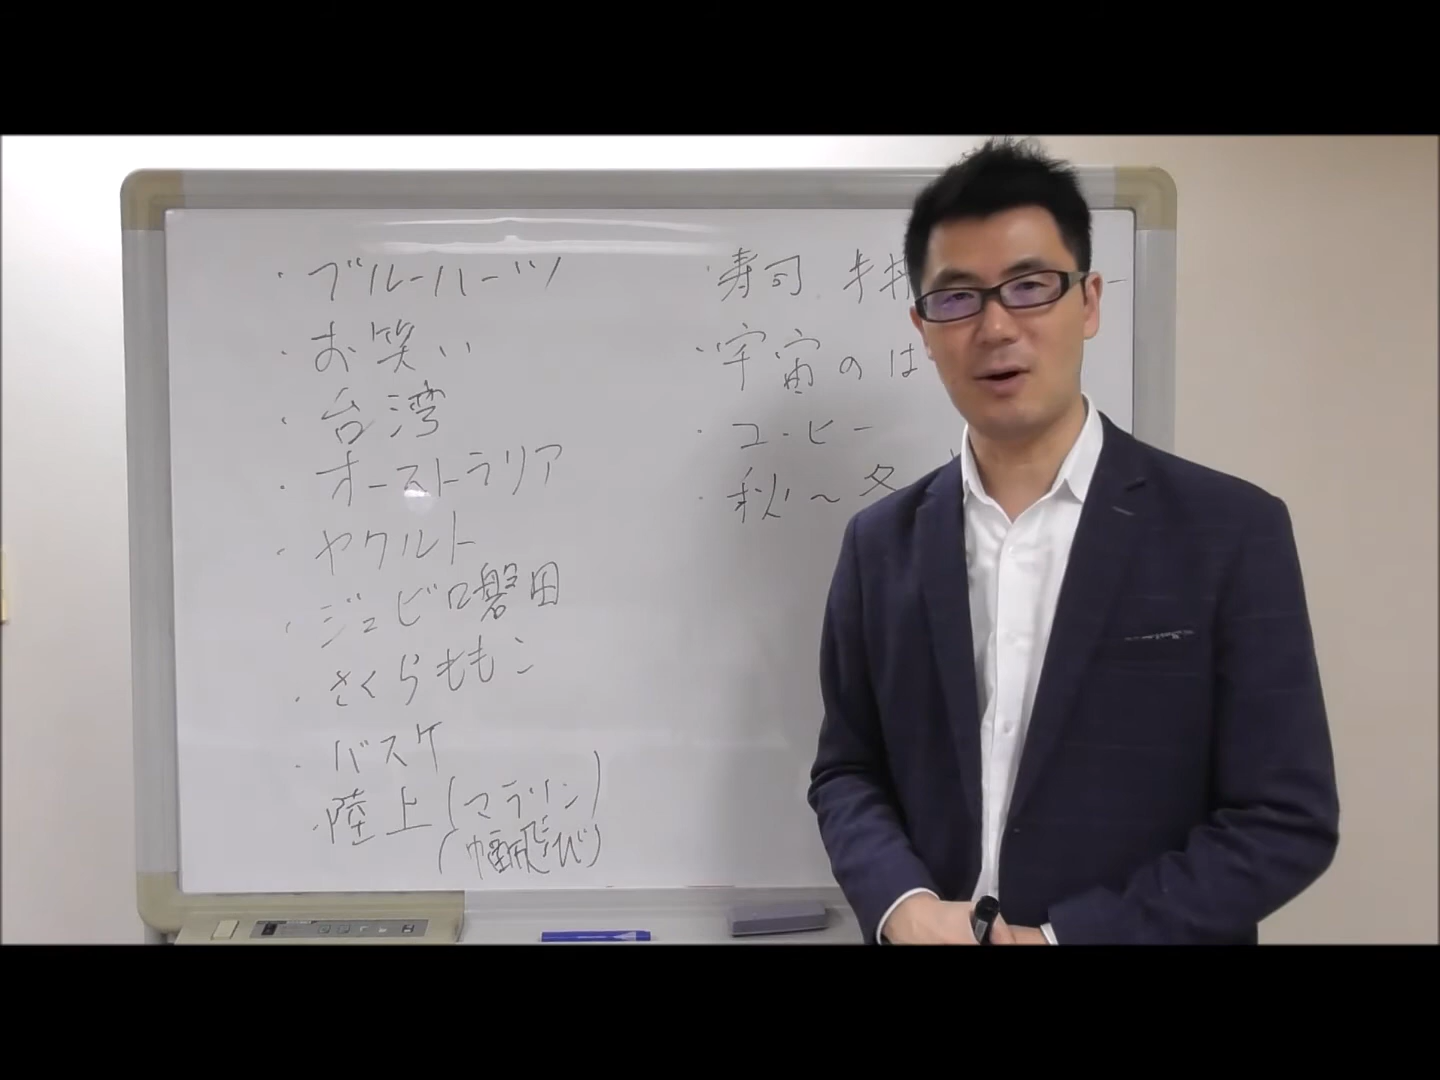 ・ブルーハーツ
・お笑い
・台湾
・オーストラリア
・ヤクルト
・ジュビロ磐田
・さくらももこ
・バスケ
・陸上(マラソン)
(幅飛び)
・寿司 牛丼
・宇宙のは
・コーヒー
・秋～冬